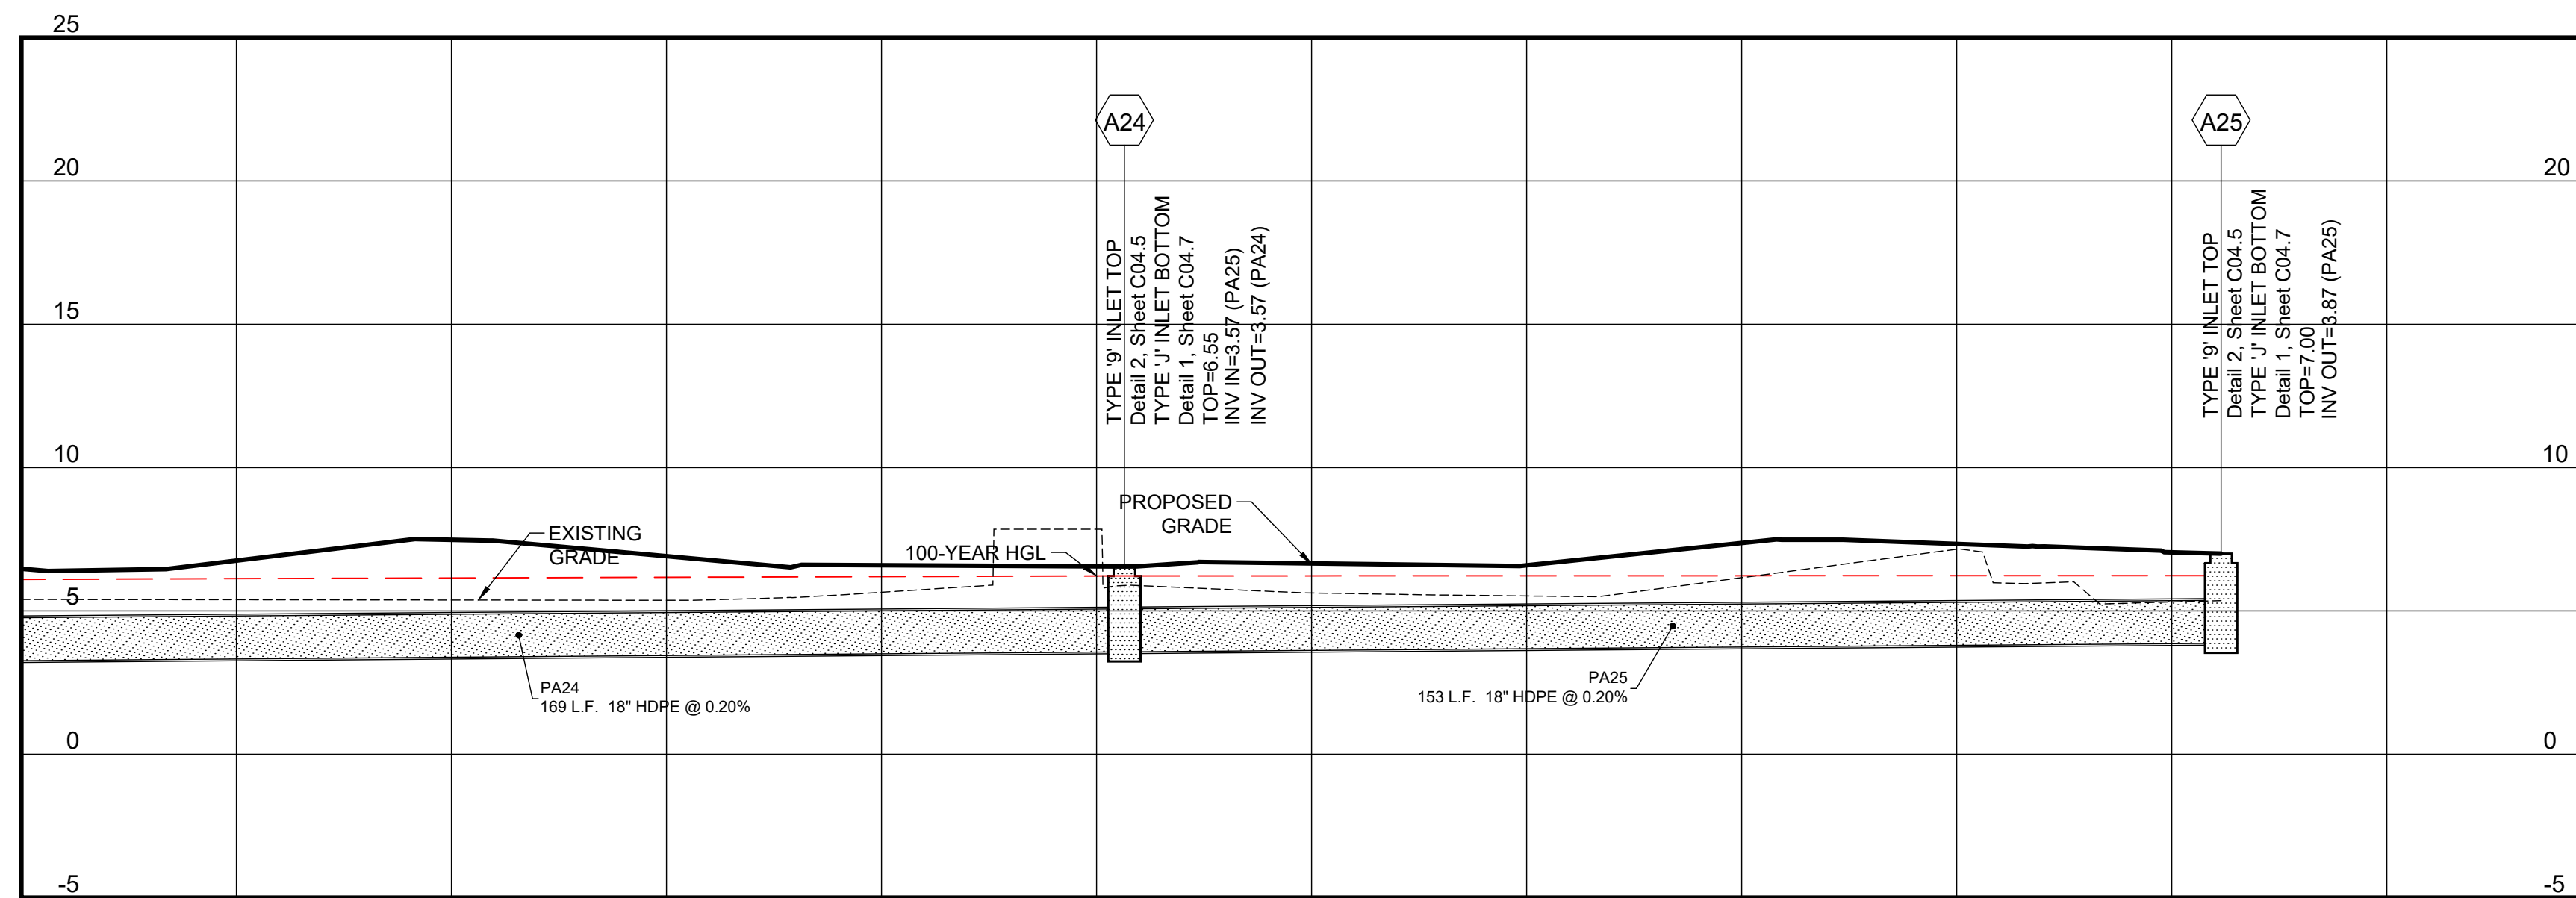 25
A24
A25
20
20
TYPE '9' INLET TOP
Detail 2, Sheet C04.5
TYPE 'J' INLET BOTTOM
Detail 1, Sheet C04.7
TOP=6.55
INV IN=3.57 (PA25)
INV OUT=3.57 (PA24)
TYPE '9' INLET TOP
Detail 2, Sheet C04.5
TYPE 'J' INLET BOTTOM
Detail 1, Sheet C04.7
TOP=7.00
INV OUT=3.87 (PA25)
15
10
10
EXISTING
GRADE
100-YEAR HGL
PROPOSED
GRADE
5
PA24
169 L.F. 18" HDPE @ 0.20%
PA25
153 L.F. 18" HDPE @ 0.20%
0
0
-5
-5